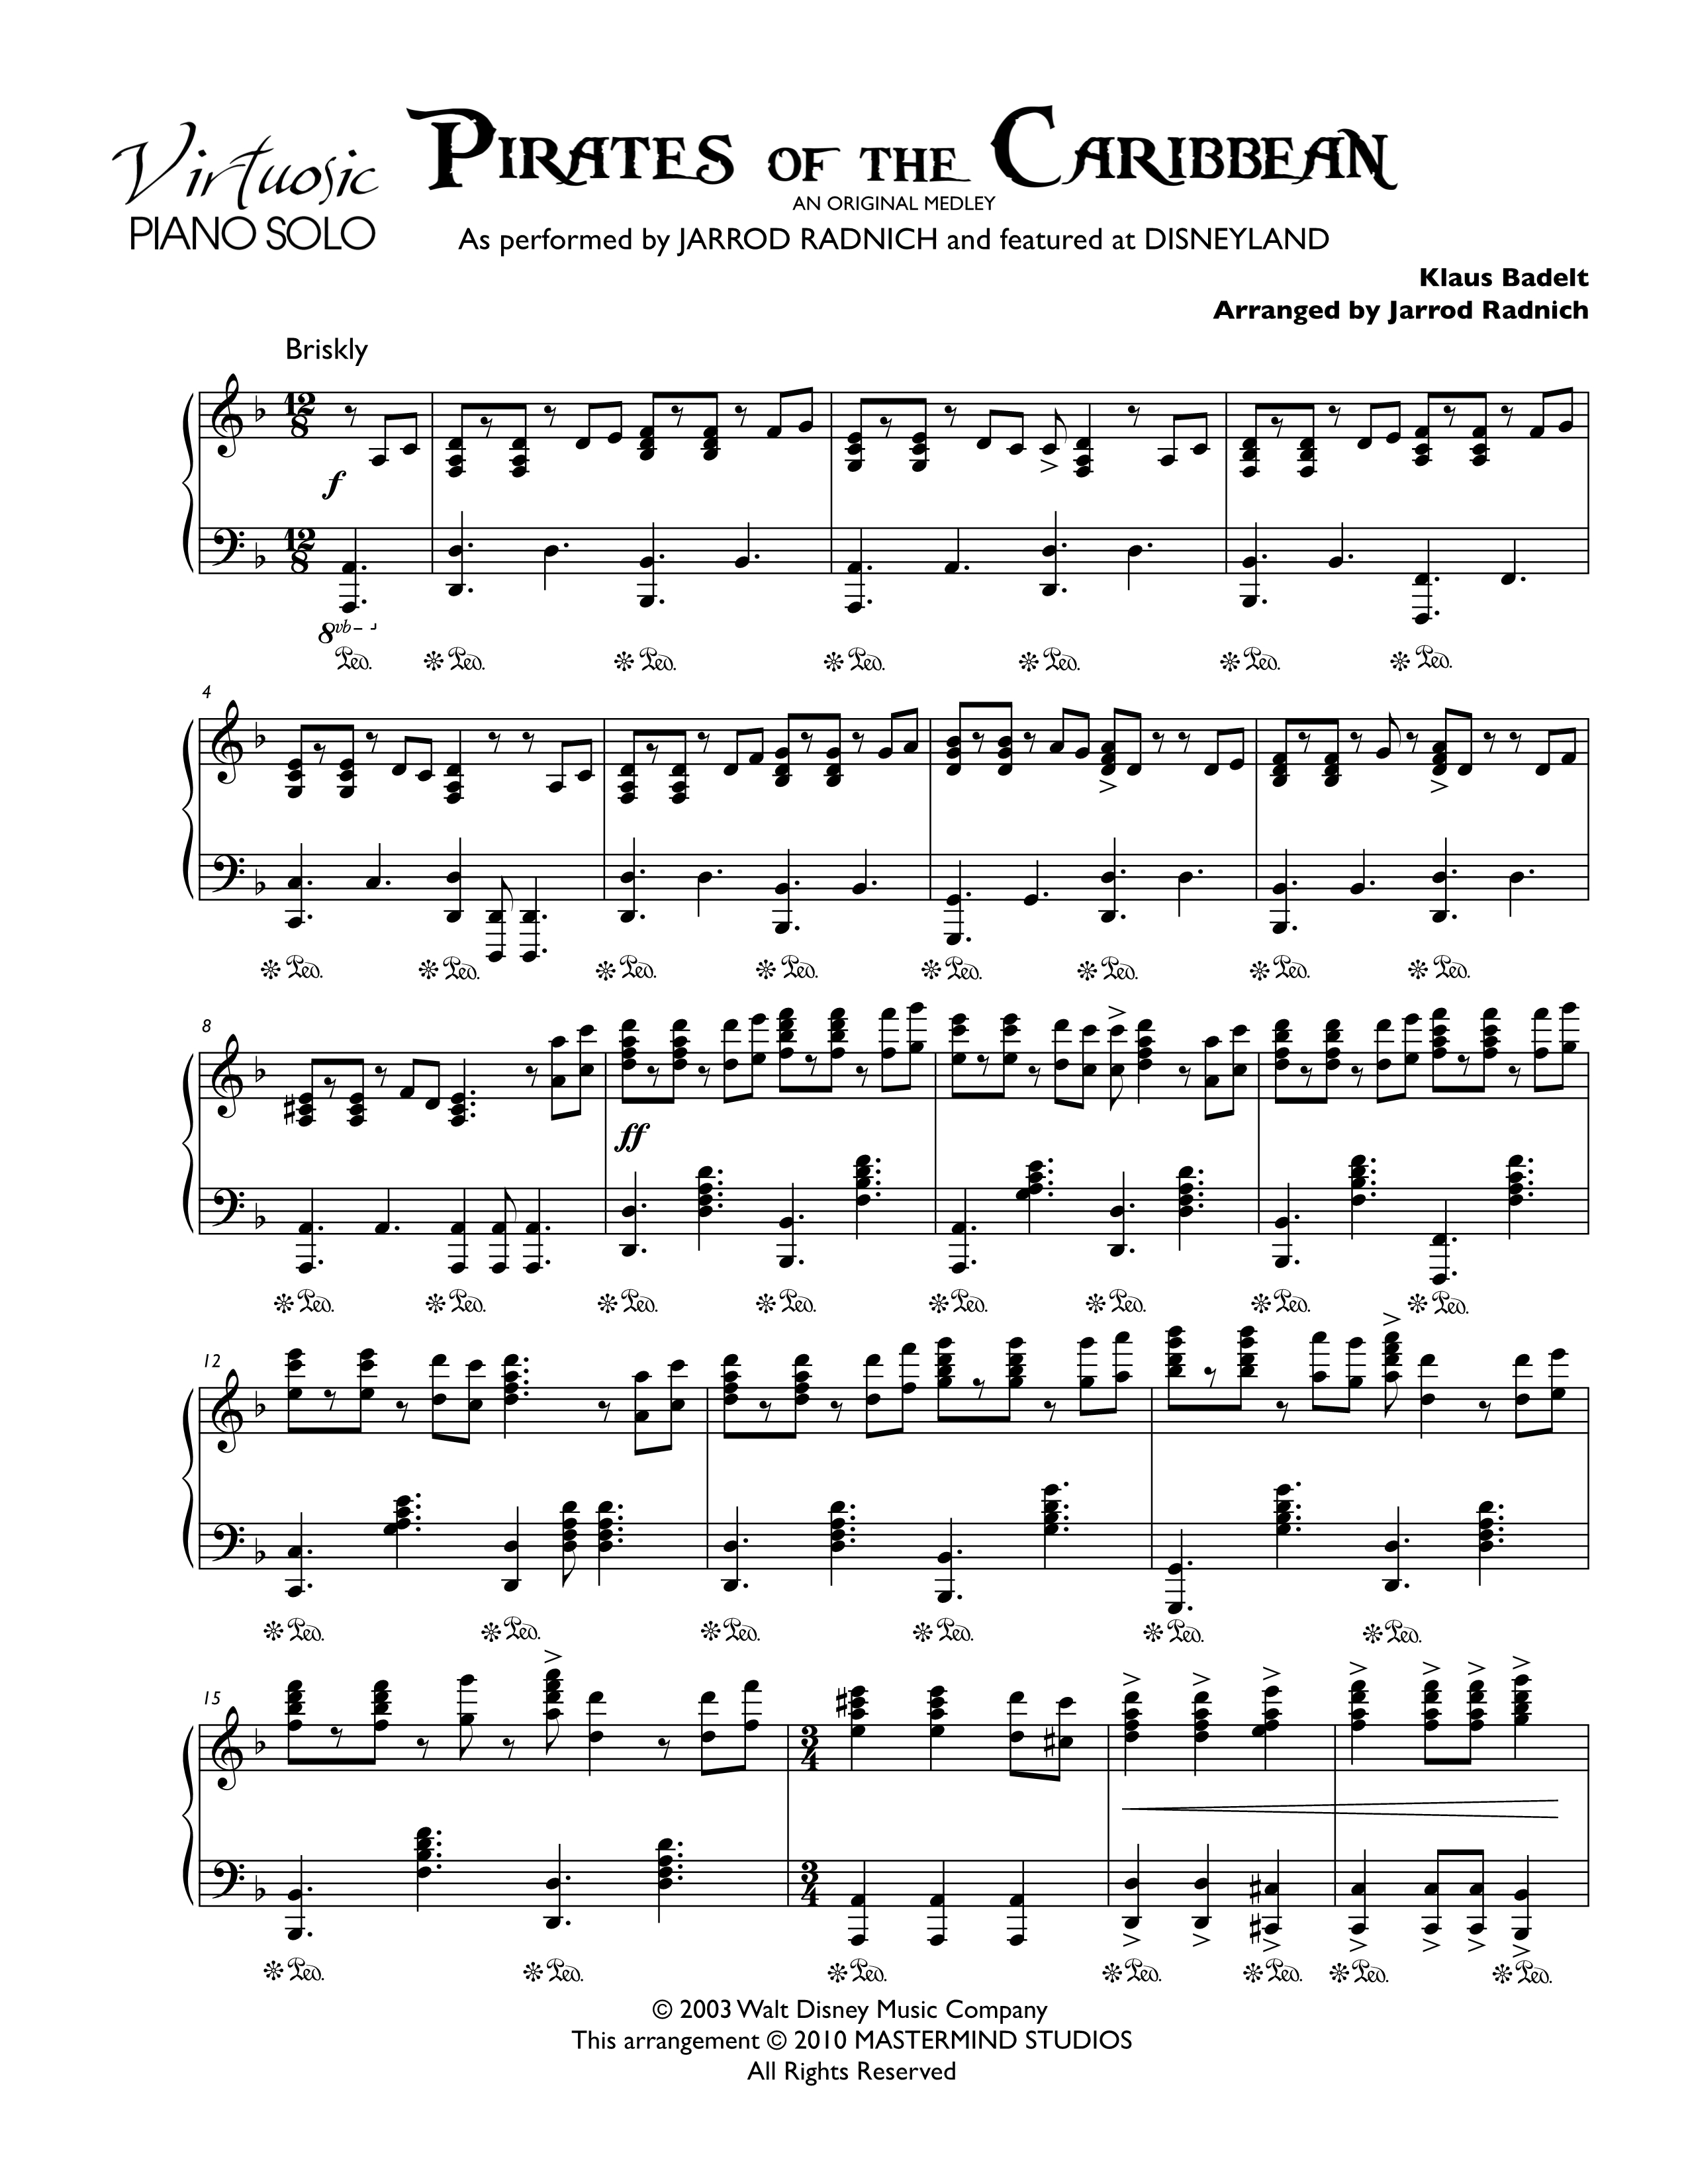 Virtuosic
PIANO SOLO
PIRATES OF THE CARIBBEAN
AN ORIGINAL MEDLEY
As performed by JARROD RADNICH and featured at DISNEYLAND
Klaus Badelt
Arranged by Jarrod Radnich
Briskly
12
8
f
12
8
8vb
Ped. Ped. Ped. Ped. Ped. Ped. Ped.
4
Ped. Ped. Ped. Ped. Ped. Ped. Ped. Ped.
8
ff
Ped. Ped. Ped. Ped. Ped. Ped. Ped. Ped.
12
Ped. Ped. Ped. Ped. Ped. Ped.
15
3
4
3
4
Ped. Ped. Ped. Ped. Ped. Ped. Ped.
© 2003 Walt Disney Music Company
This arrangement © 2010 MASTERMIND STUDIOS
All Rights Reserved